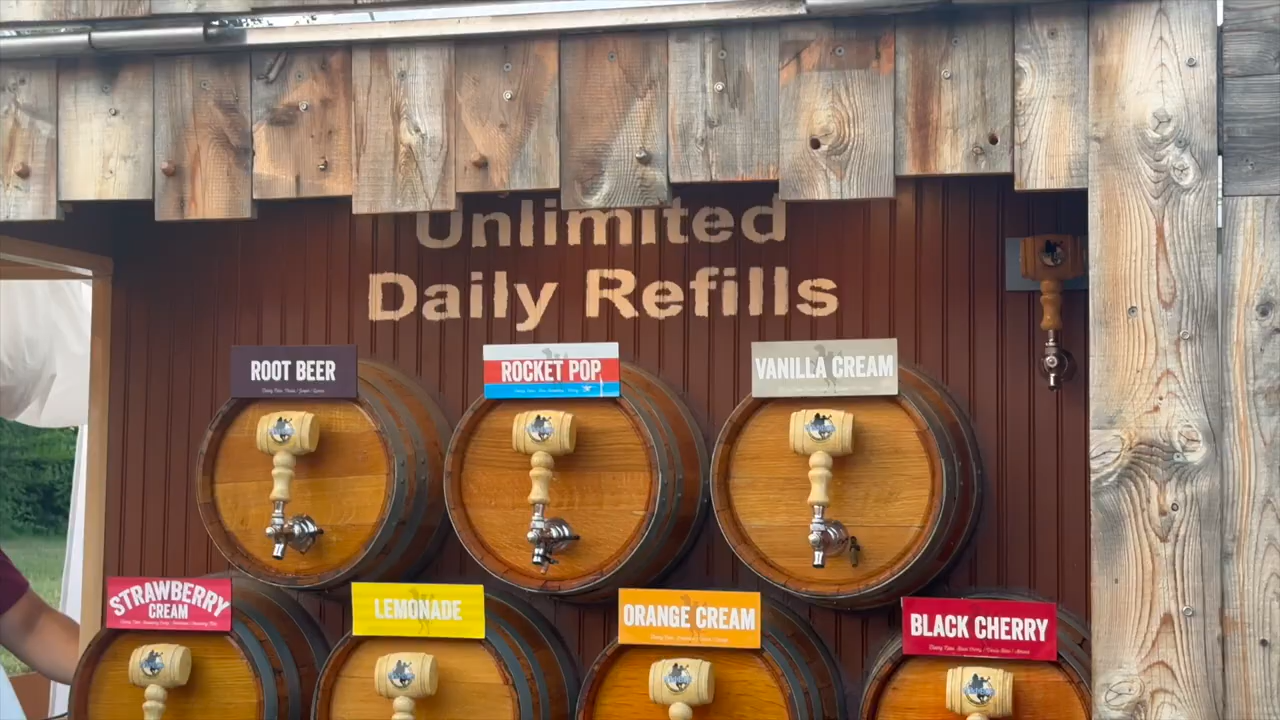 Unlimited
Daily Refills
ROOT BEER
ROCKET POP
VANILLA CREAM
STRAWBERRY
CREAM
LEMONADE
ORANGE CREAM
BLACK CHERRY